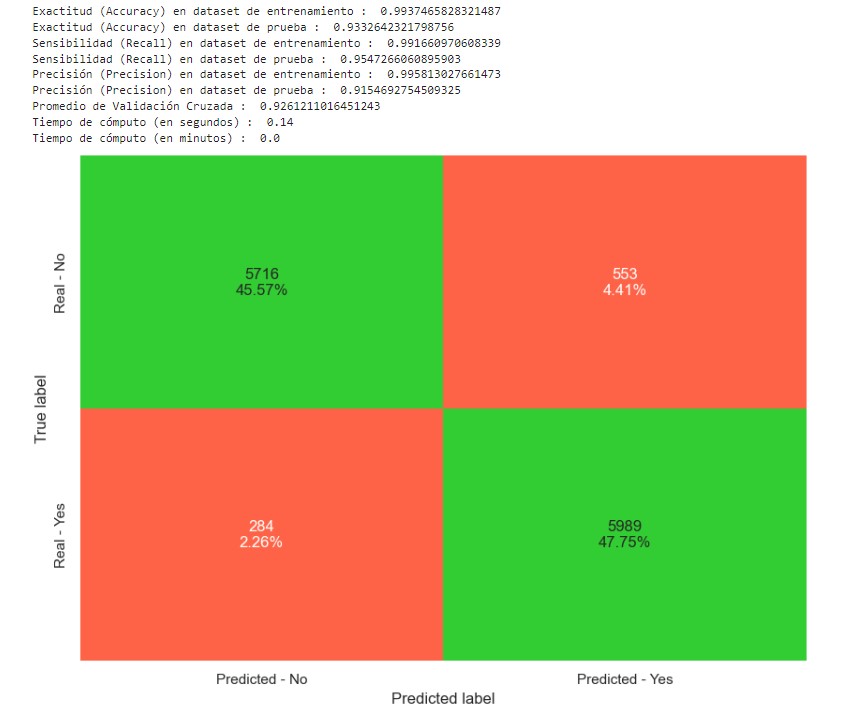 Exactitud (Accuracy) en dataset de entrenamiento :  0.9937465828321487
Exactitud (Accuracy) en dataset de prueba :  0.9332642321798756
Sensibilidad (Recall) en dataset de entrenamiento :  0.991660970608339
Sensibilidad (Recall) en dataset de prueba :  0.9547266060895903
Precisión (Precision) en dataset de entrenamiento :  0.995813027661473
Precisión (Precision) en dataset de prueba :  0.9154692754509325
Promedio de Validación Cruzada :  0.9261211016451243
Tiempo de cómputo (en segundos) :  0.14
Tiempo de cómputo (en minutos) :  0.0
True label
Real - No
5716
45.57%
553
4.41%
Real - Yes
284
2.26%
5989
47.75%
Predicted - No
Predicted - Yes
Predicted label